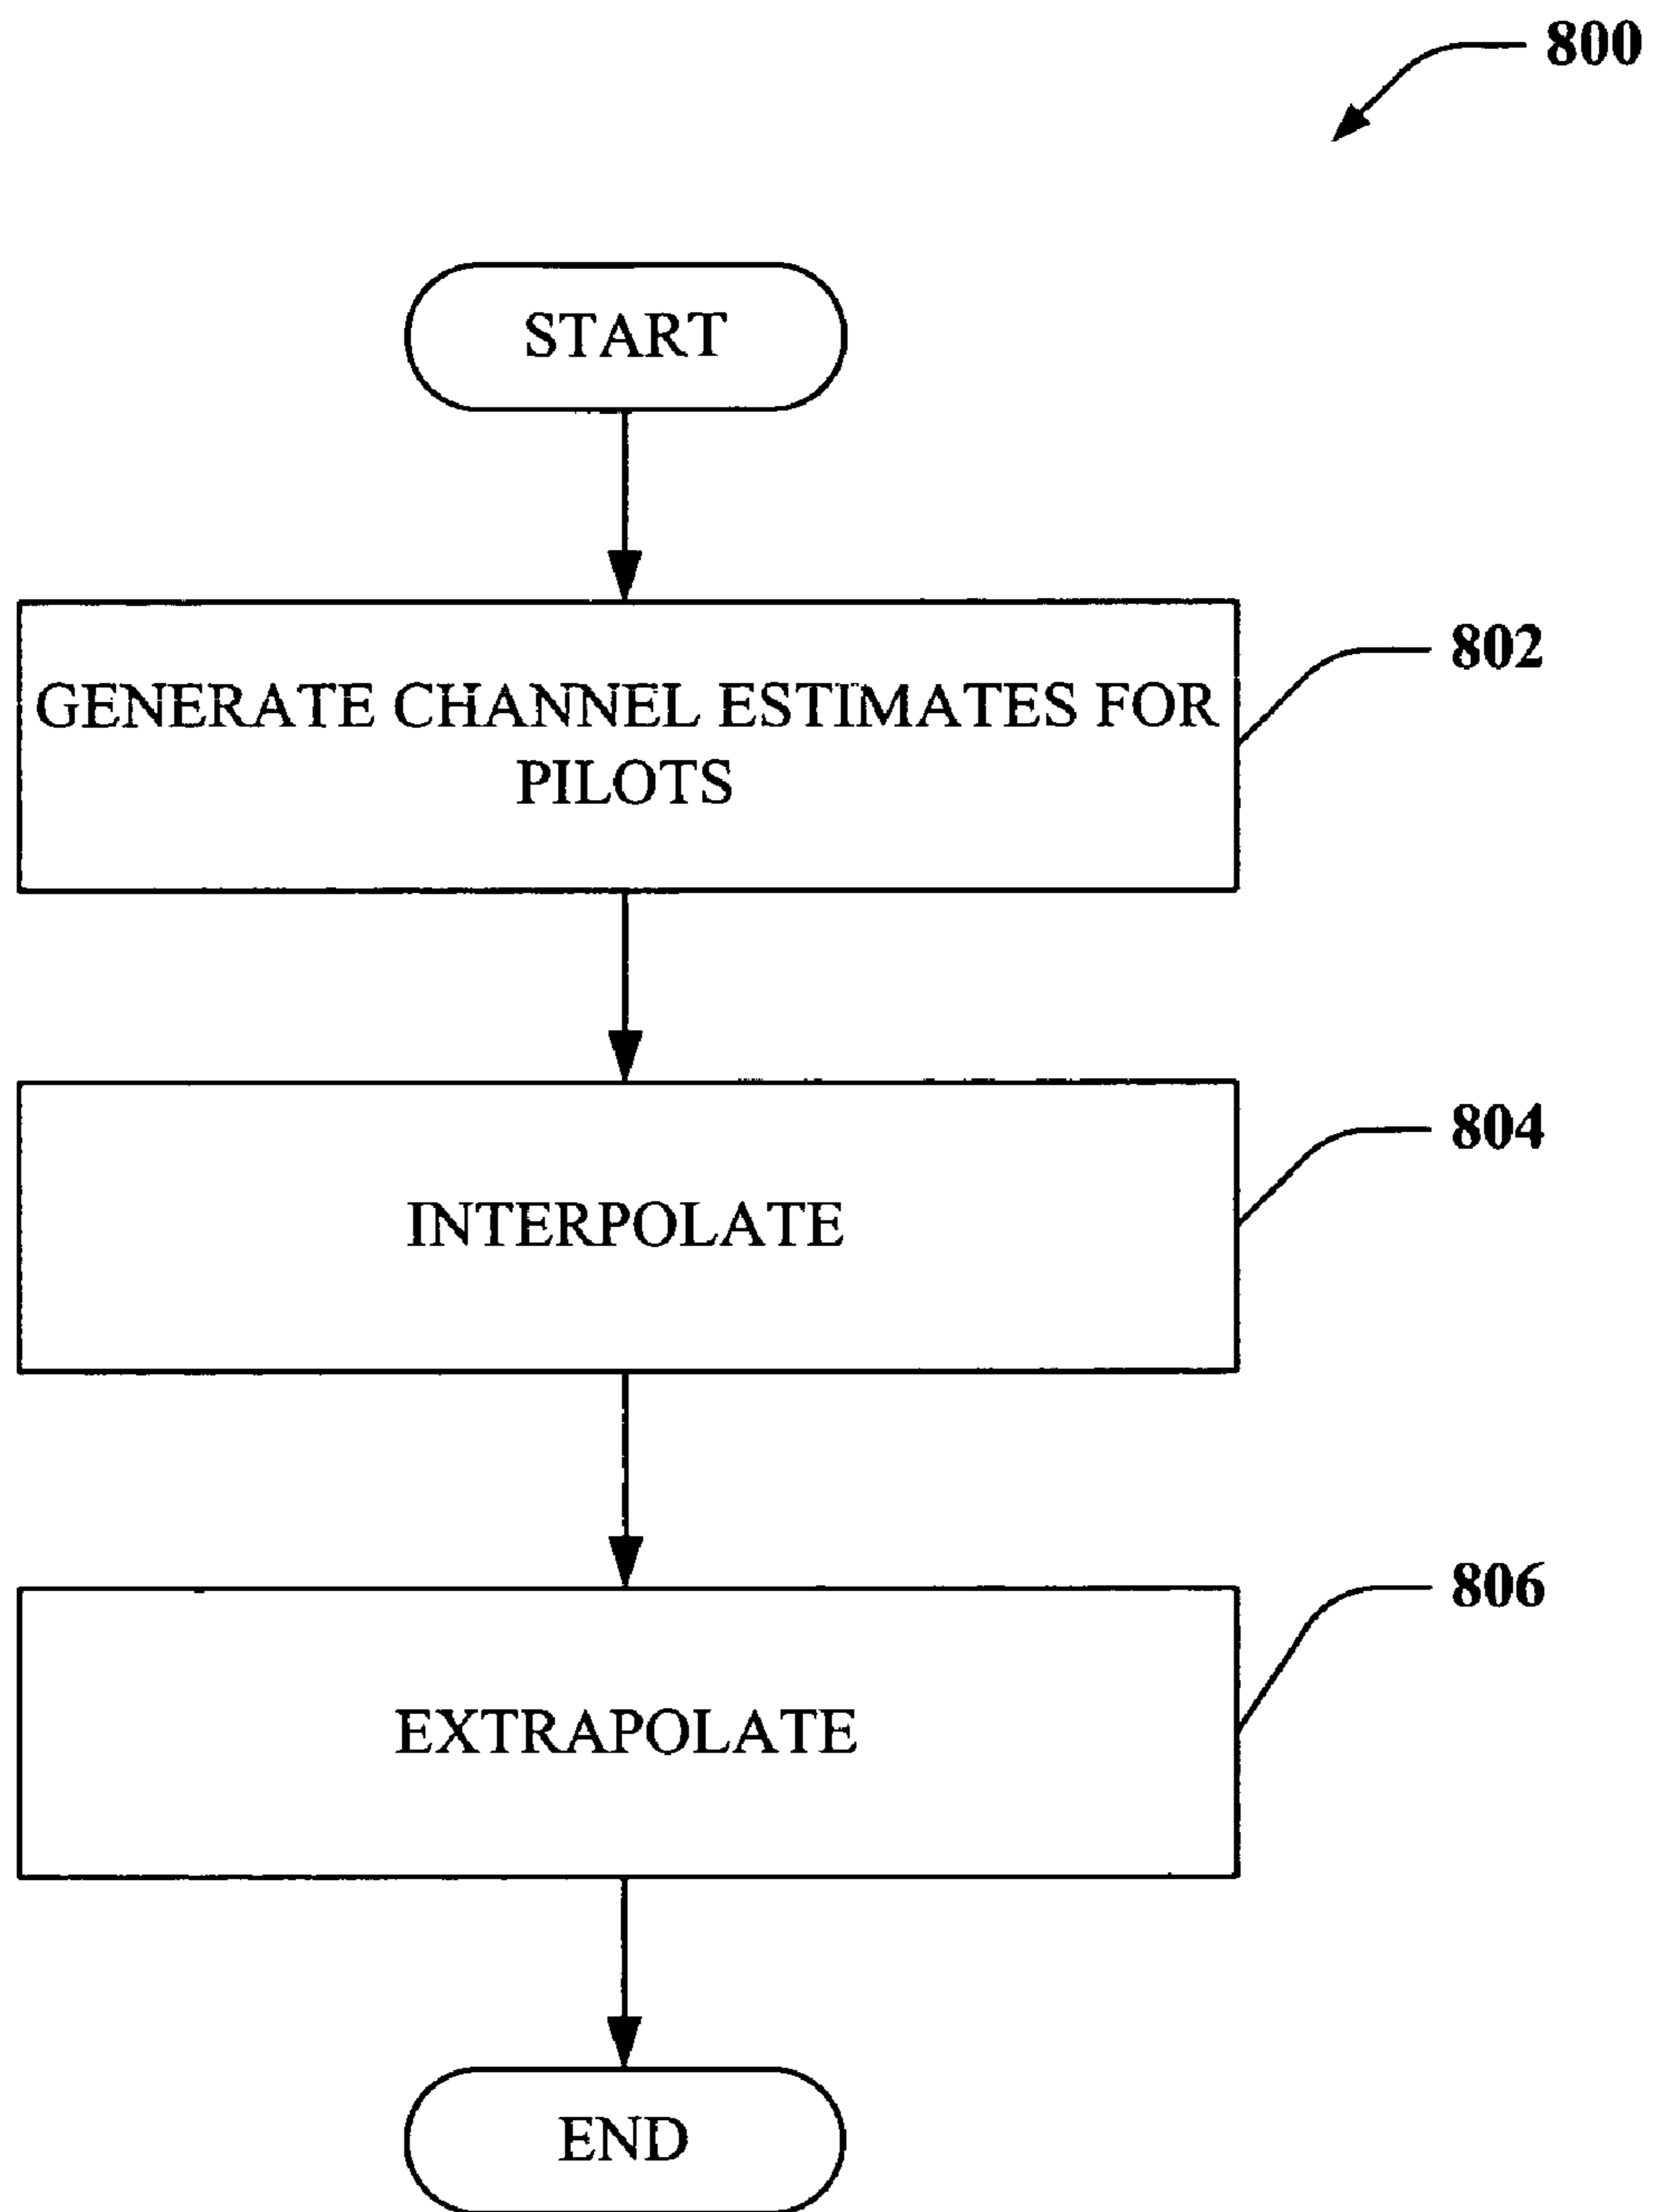 800
START
GENERATE CHANNEL ESTIMATES FOR
PILOTS
802
INTERPOLATE
804
EXTRAPOLATE
806
END